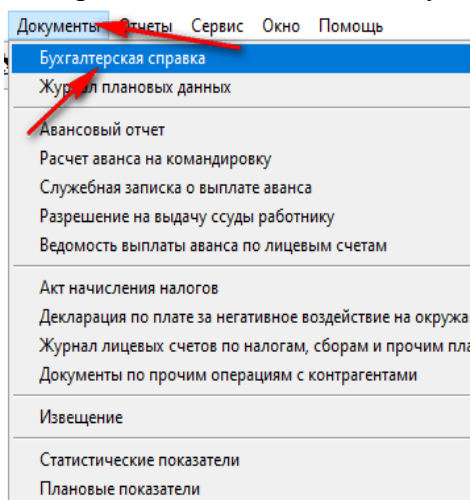 Документы Отчеты Сервис Окно Помощь
Бухгалтерская справка
Журнал плановых данных
Авансовый отчет
Расчет аванса на командировку
Служебная записка о выплате аванса
Разрешение на выдачу ссуды работнику
Ведомость выплаты аванса по лицевым счетам
Акт начисления налогов
Декларация по плате за негативное воздействие на окружа
Журнал лицевых счетов по налогам, сборам и прочим пла
Документы по прочим операциям с контрагентами
Извещение
Статистические показатели
Плановые показатели